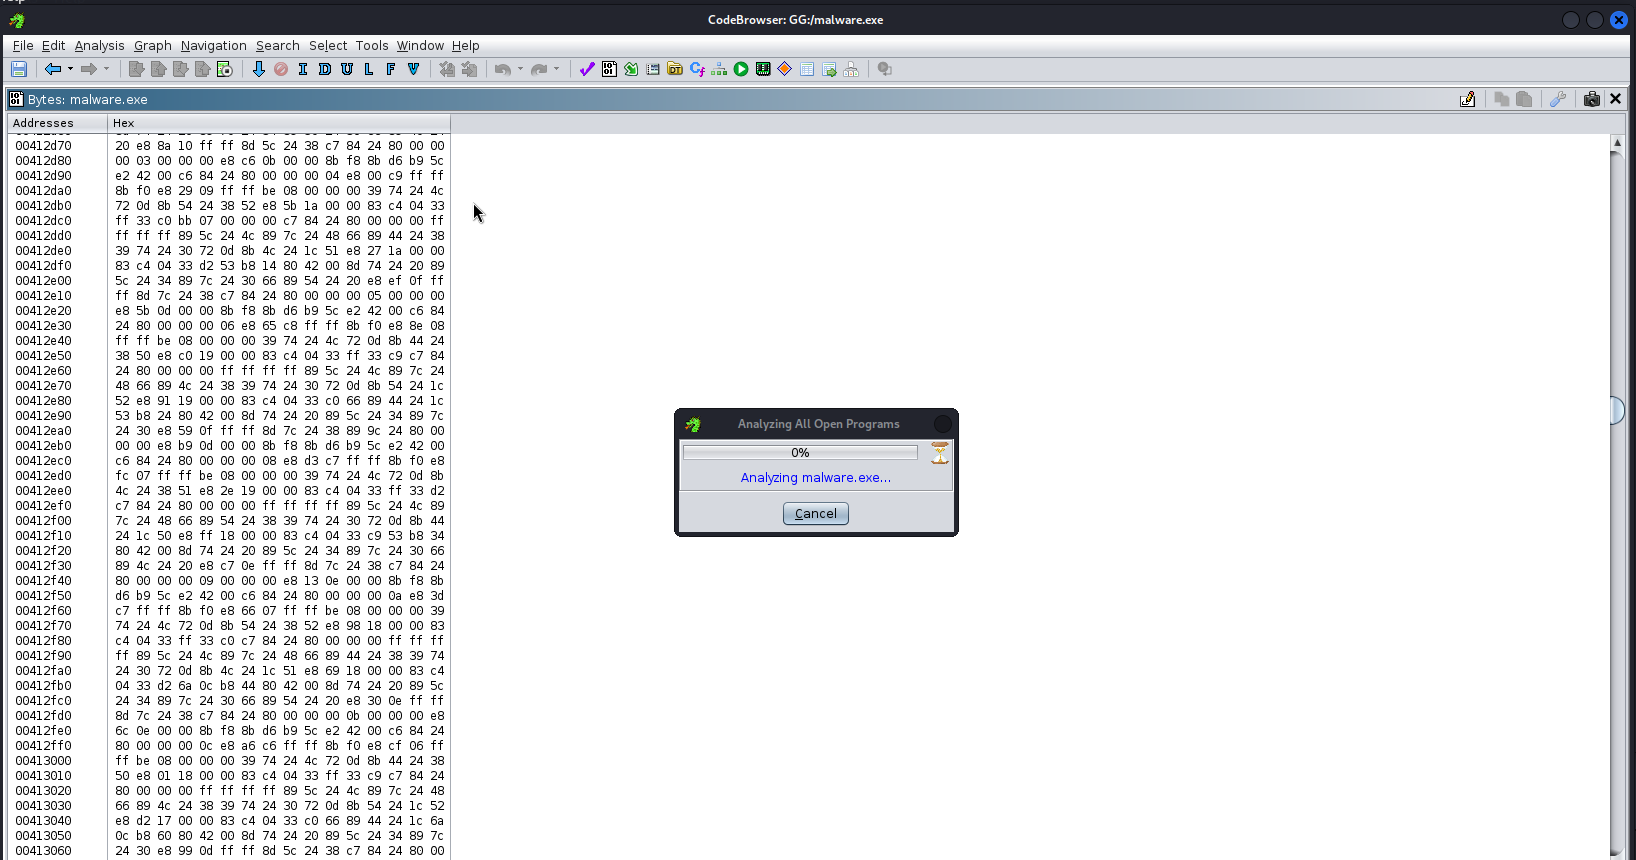 CodeBrowser: GG:/malware.exe
File Edit Analysis Graph Navigation Search Select Tools Window Help
I D U L F V
Bytes: malware.exe
Addresses Hex
00412d70 20 e8 8a 10 ff ff 8d 5c 24 38 c7 84 24 80 00 00
00412d80 00 03 00 00 00 e8 c6 0b 00 00 8b f8 8b d6 b9 5c
00412d90 e2 42 00 c6 84 24 80 00 00 00 04 e8 00 c9 ff ff
00412da0 8b f0 e8 29 09 ff ff be 08 00 00 00 39 74 24 4c
00412db0 72 0d 8b 54 24 38 52 e8 5b 1a 00 00 83 c4 04 33
00412dc0 ff 33 c0 bb 07 00 00 00 c7 84 24 80 00 00 00 ff
00412dd0 ff ff ff 89 5c 24 4c 89 7c 24 48 66 89 44 24 38
00412de0 39 74 24 30 72 0d 8b 4c 24 1c 51 e8 27 1a 00 00
00412df0 83 c4 04 33 d2 53 b8 14 80 42 00 8d 74 24 20 89
00412e00 5c 24 34 89 7c 24 30 66 89 54 24 20 e8 ef 0f ff
00412e10 ff 8d 7c 24 38 c7 84 24 80 00 00 00 05 00 00 00
00412e20 e8 5b 0d 00 00 8b f8 8b d6 b9 5c e2 42 00 c6 84
00412e30 24 80 00 00 00 06 e8 65 c8 ff ff 8b f0 e8 8e 08
00412e40 ff ff be 08 00 00 00 39 74 24 4c 72 0d 8b 44 24
00412e50 38 50 e8 c0 19 00 00 83 c4 04 33 ff 33 c9 c7 84
00412e60 24 80 00 00 00 ff ff ff ff 89 5c 24 4c 89 7c 24
00412e70 48 66 89 4c 24 38 39 74 24 30 72 0d 8b 54 24 1c
00412e80 52 e8 91 19 00 00 83 c4 04 33 c0 66 89 44 24 1c
00412e90 53 b8 24 80 42 00 8d 74 24 20 89 5c 24 34 89 7c
00412ea0 24 30 e8 59 0f ff ff 8d 7c 24 38 89 9c 24 80 00
00412eb0 00 00 e8 b9 0d 00 00 8b f8 8b d6 b9 5c e2 42 00
00412ec0 c6 84 24 80 00 00 00 08 e8 d3 c7 ff ff 8b f0 e8
00412ed0 fc 07 ff ff be 08 00 00 00 39 74 24 4c 72 0d 8b
00412ee0 4c 24 38 51 e8 2e 19 00 00 83 c4 04 33 ff 33 d2
00412ef0 c7 84 24 80 00 00 00 ff ff ff ff 89 5c 24 4c 89
00412f00 7c 24 48 66 89 54 24 38 39 74 24 30 72 0d 8b 44
00412f10 24 1c 50 e8 ff 18 00 00 83 c4 04 33 c9 53 b8 34
00412f20 80 42 00 8d 74 24 20 89 5c 24 34 89 7c 24 30 66
00412f30 89 4c 24 20 e8 c7 0e ff ff 8d 7c 24 38 c7 84 24
00412f40 80 00 00 00 09 00 00 00 e8 13 0e 00 00 8b f8 8b
00412f50 d6 b9 5c e2 42 00 c6 84 24 80 00 00 00 0a e8 3d
00412f60 c7 ff ff 8b f0 e8 66 07 ff ff be 08 00 00 00 39
00412f70 74 24 4c 72 0d 8b 54 24 38 52 e8 98 18 00 00 83
00412f80 c4 04 33 ff 33 c0 c7 84 24 80 00 00 00 ff ff ff
00412f90 ff 89 5c 24 4c 89 7c 24 48 66 89 44 24 38 39 74
00412fa0 24 30 72 0d 8b 4c 24 1c 51 e8 69 18 00 00 83 c4
00412fb0 04 33 d2 6a 0c b8 44 80 42 00 8d 74 24 20 89 5c
00412fc0 24 34 89 7c 24 30 66 89 54 24 20 e8 30 0e ff ff
00412fd0 8d 7c 24 38 c7 84 24 80 00 00 00 0b 00 00 00 e8
00412fe0 6c 0e 00 00 8b f8 8b d6 b9 5c e2 42 00 c6 84 24
00412ff0 80 00 00 00 0c e8 a6 c6 ff ff 8b f0 e8 cf 06 ff
00413000 ff be 08 00 00 00 39 74 24 4c 72 0d 8b 44 24 38
00413010 50 e8 01 18 00 00 83 c4 04 33 ff 33 c9 c7 84 24
00413020 80 00 00 00 ff ff ff ff 89 5c 24 4c 89 7c 24 48
00413030 66 89 4c 24 38 39 74 24 30 72 0d 8b 54 24 1c 52
00413040 e8 d2 17 00 00 83 c4 04 33 c0 66 89 44 24 1c 6a
00413050 0c b8 60 80 42 00 8d 74 24 20 89 5c 24 34 89 7c
00413060 24 30 e8 99 0d ff ff 8d 5c 24 38 c7 84 24 80 00
Analyzing All Open Programs
0%
Analyzing malware.exe...
Cancel